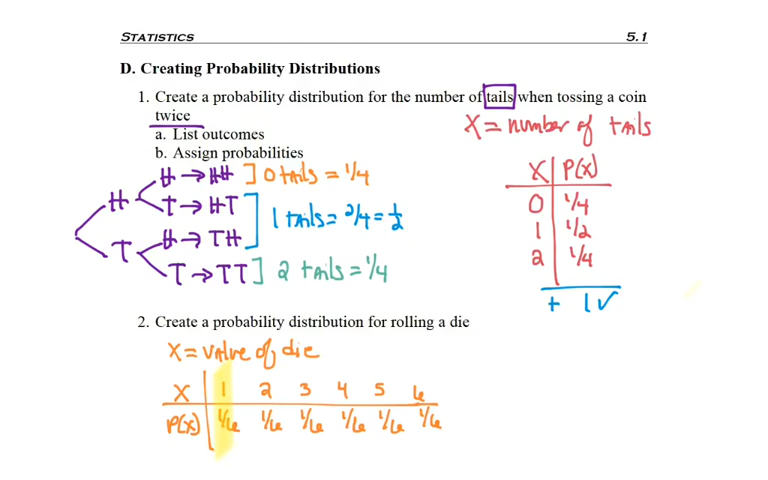 STATISTICS 5.1
D. Creating Probability Distributions
1. Create a probability distribution for the number of tails when tossing a coin
twice
X = number of tails
a. List outcomes
b. Assign probabilities
H → HH ] 0 tails = 1/4
H
T → HT
] 1 tails = 2/4 = 1/2
H → TH
T
T → TT ] 2 tails = 1/4
X P(x)
0 1/4
1 1/2
2 1/4
+ 1 ✓
2. Create a probability distribution for rolling a die
X = value of die
X 1 2 3 4 5 6
P(x) 1/6 1/6 1/6 1/6 1/6 1/6